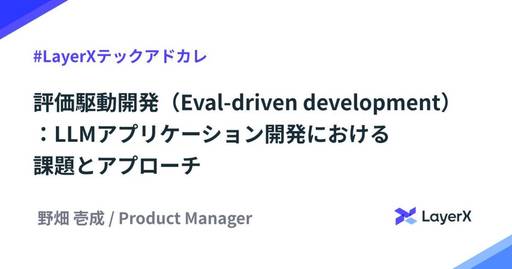 #LayerXテックアドカレ
評価駆動開発（Eval-driven development）
：LLMアプリケーション開発における
課題とアプローチ
野畑 壱成 / Product Manager
LayerX